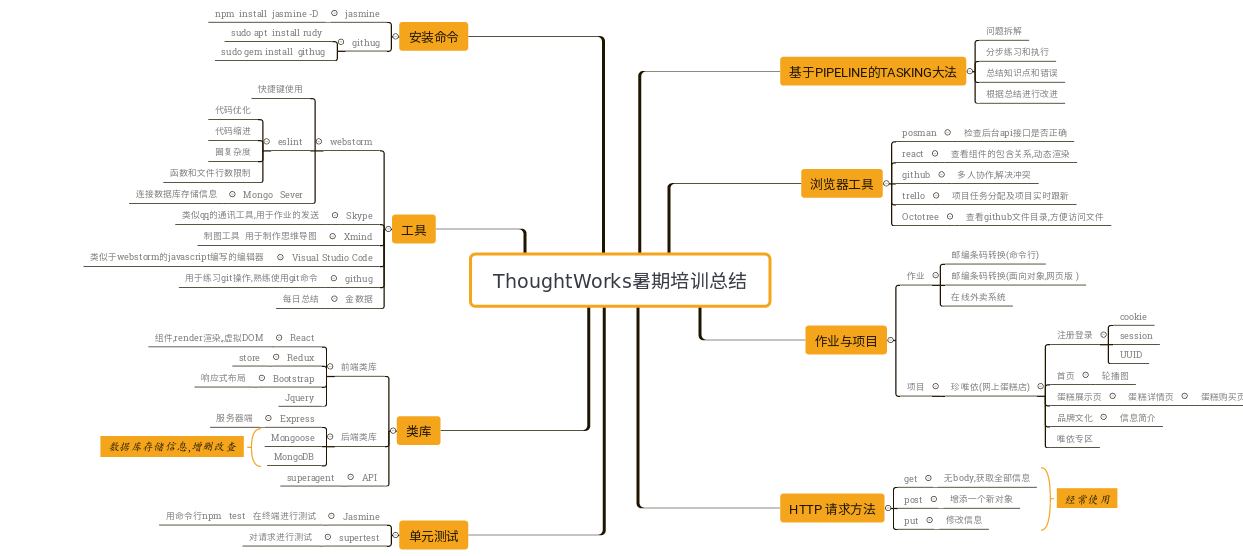 ThoughtWorks暑期培训总结
安装命令
jasmine
npm install jasmine -D
githug
sudo apt install rudy
sudo gem install githug
工具
webstorm
快捷键使用
eslint
代码优化
代码缩进
圈复杂度
函数和文件行数限制
Mongo Sever
连接数据库存储信息
Skype
类似qq的通讯工具,用于作业的发送
Xmind
制图工具 用于制作思维导图
Visual Studio Code
类似于webstorm的javascript编写的编辑器
githug
用于练习git操作,熟练使用git命令
金数据
每日总结
类库
前端类库
React
组件,render渲染,虚拟DOM
Redux
store
Bootstrap
响应式布局
Jquery
后端类库
Express
服务器端
Mongoose
MongoDB
数据库存储信息,增删改查
API
superagent
单元测试
Jasmine
用命令行npm test 在终端进行测试
supertest
对请求进行测试
基于PIPELINE的TASKING大法
问题拆解
分步练习和执行
总结知识点和错误
根据总结进行改进
浏览器工具
posman
检查后台api接口是否正确
react
查看组件的包含关系,动态渲染
github
多人协作,解决冲突
trello
项目任务分配及项目实时跟新
Octotree
查看github文件目录,方便访问文件
作业与项目
作业
邮编条码转换(命令行)
邮编条码转换(面向对象,网页版 )
在线外卖系统
项目
珍唯依(网上蛋糕店)
注册登录
cookie
session
UUID
首页
轮播图
蛋糕展示页
蛋糕详情页
蛋糕购买页
品牌文化
信息简介
唯依专区
HTTP 请求方法
get
无body,获取全部信息
post
增添一个新对象
put
修改信息
经常使用